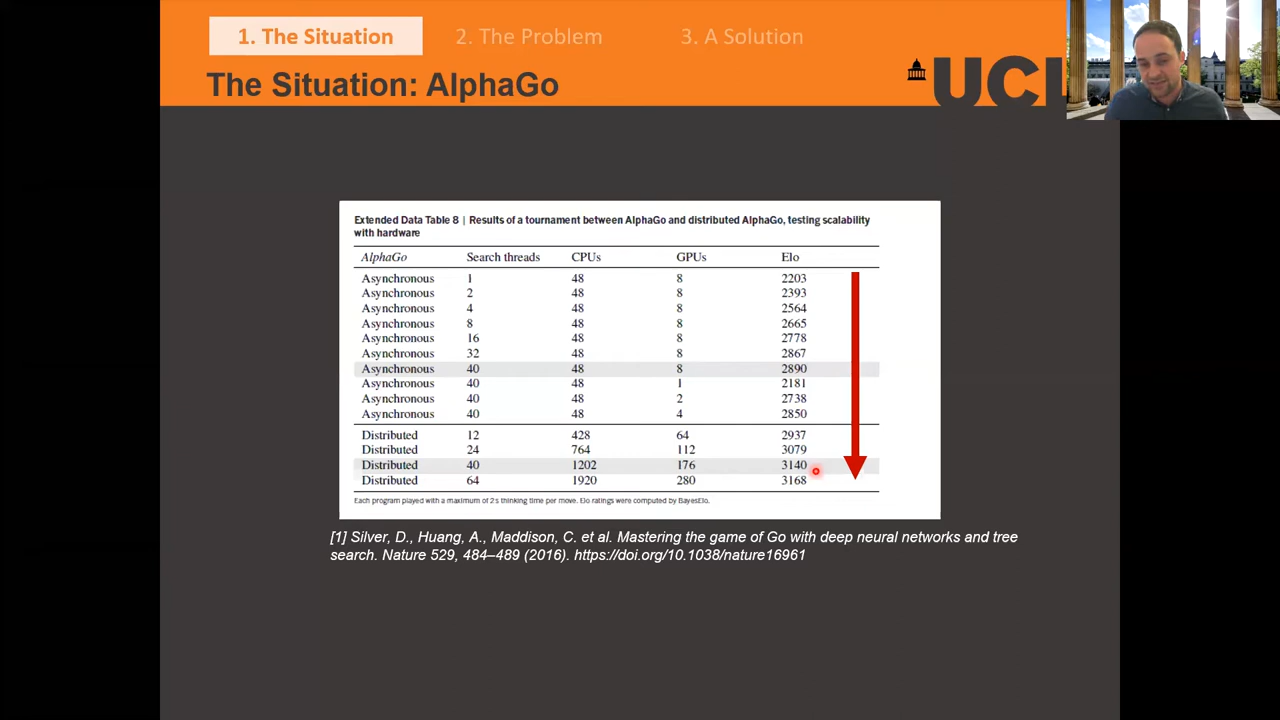 1. The Situation 2. The Problem 3. A Solution
The Situation: AlphaGo
UCL
Extended Data Table 8 | Results of a tournament between AlphaGo and distributed AlphaGo, testing scalability
with hardware
AlphaGo Search threads CPUs GPUs Elo
Asynchronous 1 48 8 2203
Asynchronous 2 48 8 2393
Asynchronous 4 48 8 2564
Asynchronous 8 48 8 2665
Asynchronous 16 48 8 2778
Asynchronous 32 48 8 2867
Asynchronous 40 48 8 2890
Asynchronous 40 48 1 2181
Asynchronous 40 48 2 2738
Asynchronous 40 48 4 2850
Distributed 12 428 64 2937
Distributed 24 764 112 3079
Distributed 40 1202 176 3140
Distributed 64 1920 280 3168
Each program played with a maximum of 2 s thinking time per move. Elo ratings were computed by BayesElo.
[1] Silver, D., Huang, A., Maddison, C. et al. Mastering the game of Go with deep neural networks and tree
search. Nature 529, 484–489 (2016). https://doi.org/10.1038/nature16961